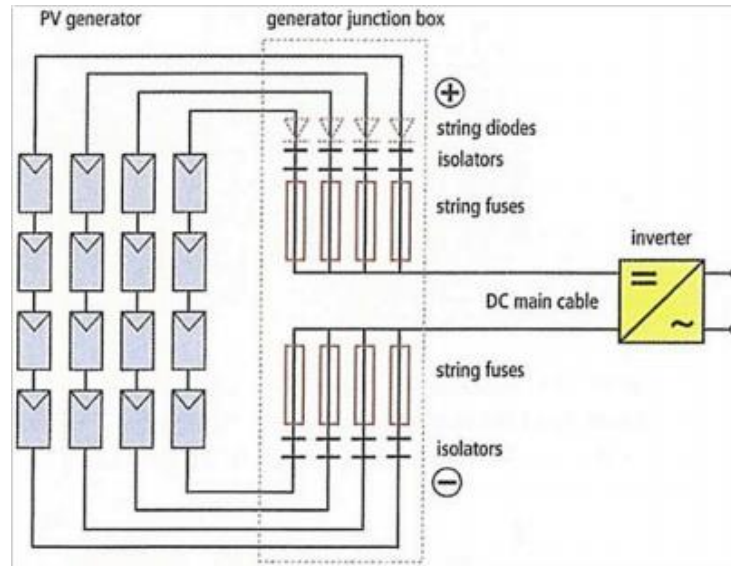 PV generator
generator junction box
+
string diodes
isolators
string fuses
inverter
DC main cable
string fuses
isolators
−